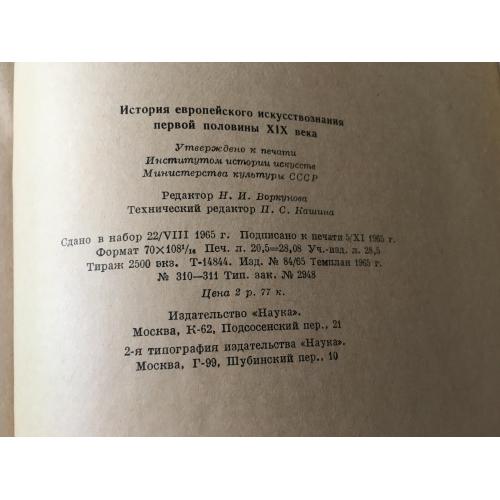 История европейского искусствознания
первой половины XIX века
Утверждено к печати
Институтом истории искусств
Министерства культуры СССР
Редактор Н. И. Воркунова
Технический редактор П. С. Кашина
Сдано в набор 22/VIII 1965 г. Подписано к печати 5/XI 1965 г.
Формат 70×108¹/₁₆ Печ. л. 20,5=28,08 Уч.-изд. л. 28,5
Тираж 2500 экз. Т-14844. Изд. № 84/65 Темплан 1965 г.
№ 310—311 Тип. зак. № 2948
Цена 2 р. 77 к.
Издательство «Наука».
Москва, К-62, Подсосенский пер., 21
2-я типография издательства «Наука».
Москва, Г-99, Шубинский пер., 10